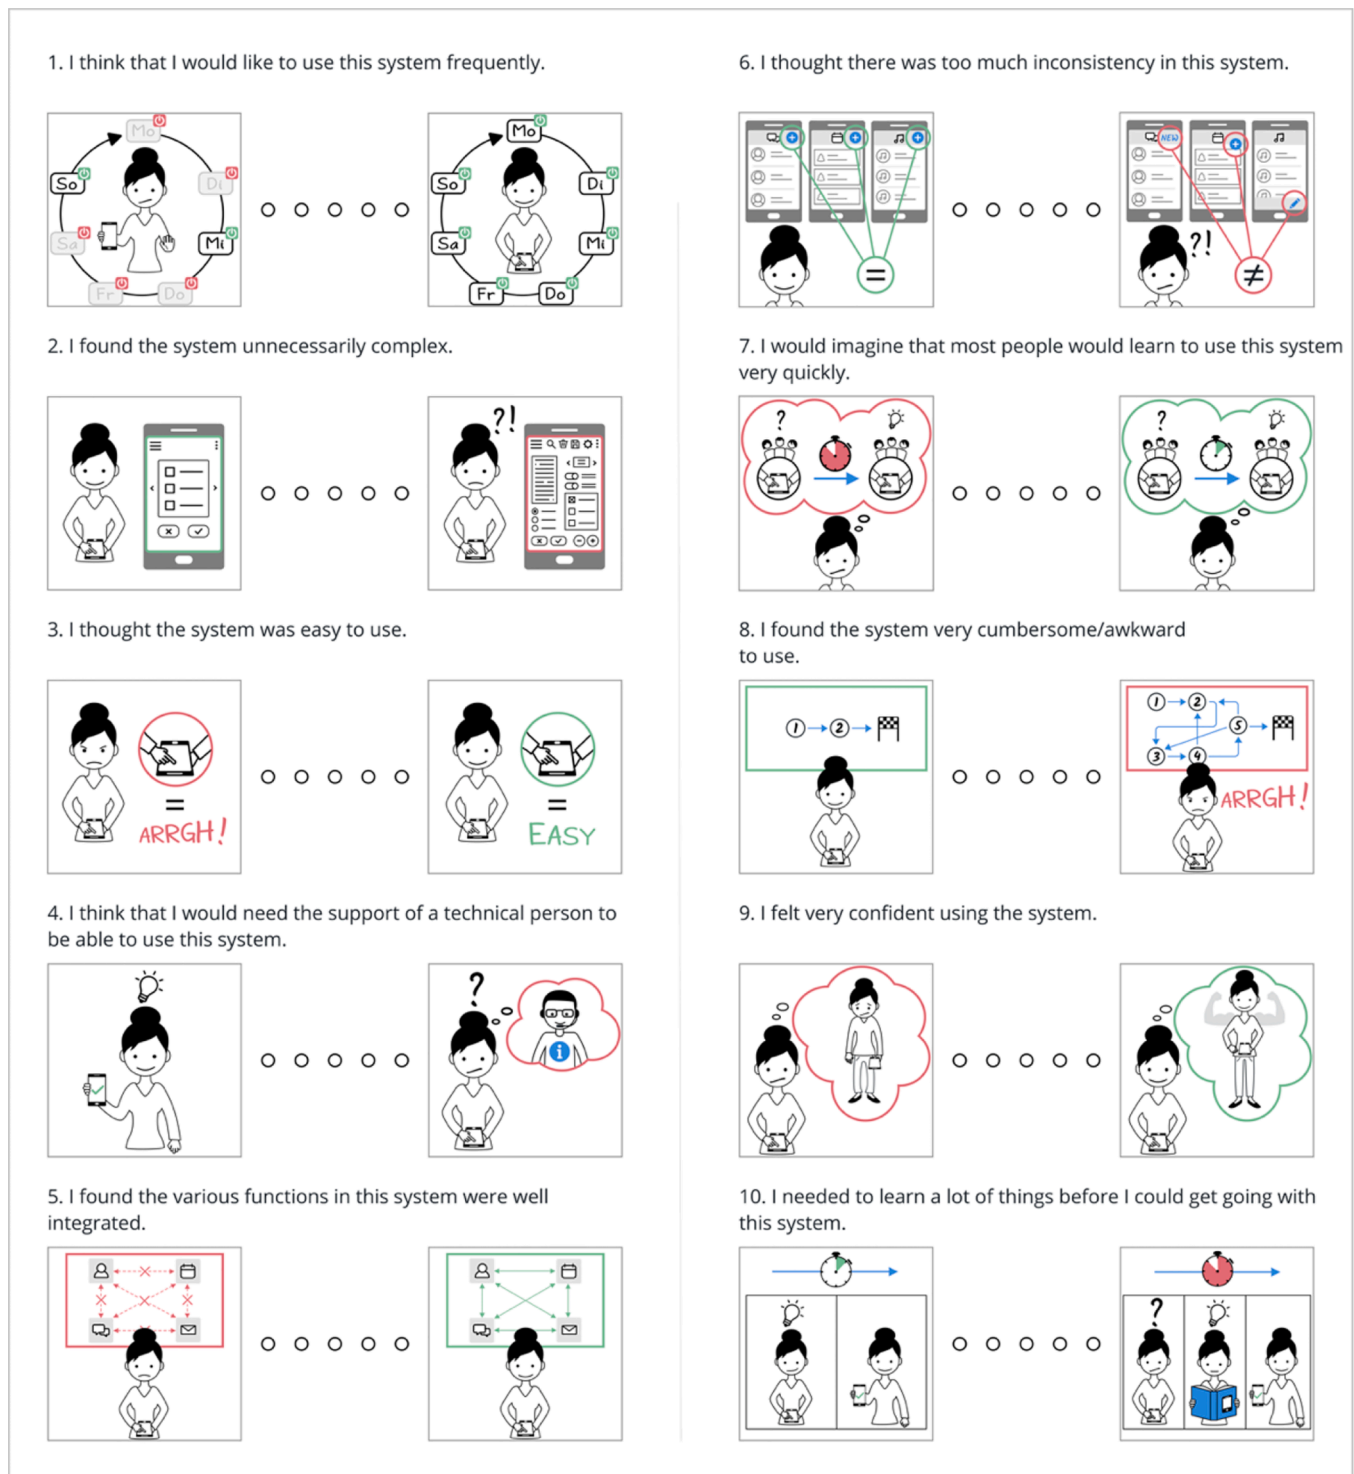 1. I think that I would like to use this system frequently.
Mo
So
Di
Sa
Mi
Fr
Do
Mo
So
Di
Sa
Mi
Fr
Do
2. I found the system unnecessarily complex.
?!
3. I thought the system was easy to use.
=
ARRGH!
=
EASY
4. I think that I would need the support of a technical person to
be able to use this system.
?
i
5. I found the various functions in this system were well
integrated.
6. I thought there was too much inconsistency in this system.
=
NEW
?!
≠
7. I would imagine that most people would learn to use this system
very quickly.
?
?
8. I found the system very cumbersome/awkward
to use.
1 2
1 2
5
3 4
ARRGH!
9. I felt very confident using the system.
10. I needed to learn a lot of things before I could get going with
this system.
?